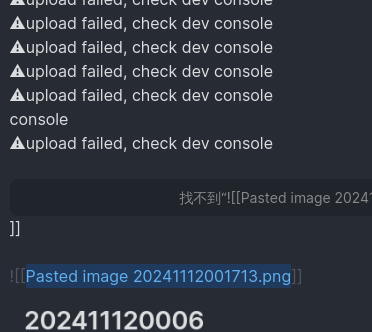 ⚠upload failed, check dev console
⚠upload failed, check dev console
⚠upload failed, check dev console
⚠upload failed, check dev console
⚠upload failed, check dev console
console
⚠upload failed, check dev console
找不到“![[Pasted image 20241
]]
![[Pasted image 20241112001713.png]]
202411120006